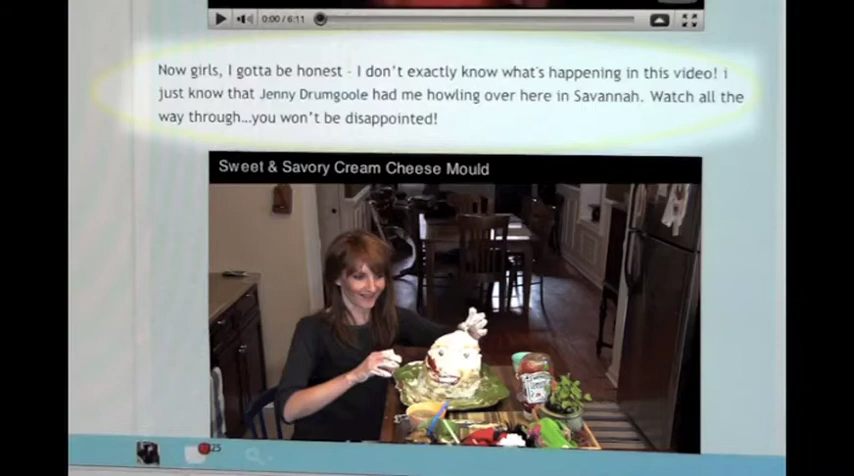 0:00 / 6:11
Now girls, I gotta be honest - I don't exactly know what's happening in this video! i
just know that Jenny Drumgoole had me howling over here in Savannah. Watch all the
way through...you won't be disappointed!
Sweet & Savory Cream Cheese Mould
HEINZ
25